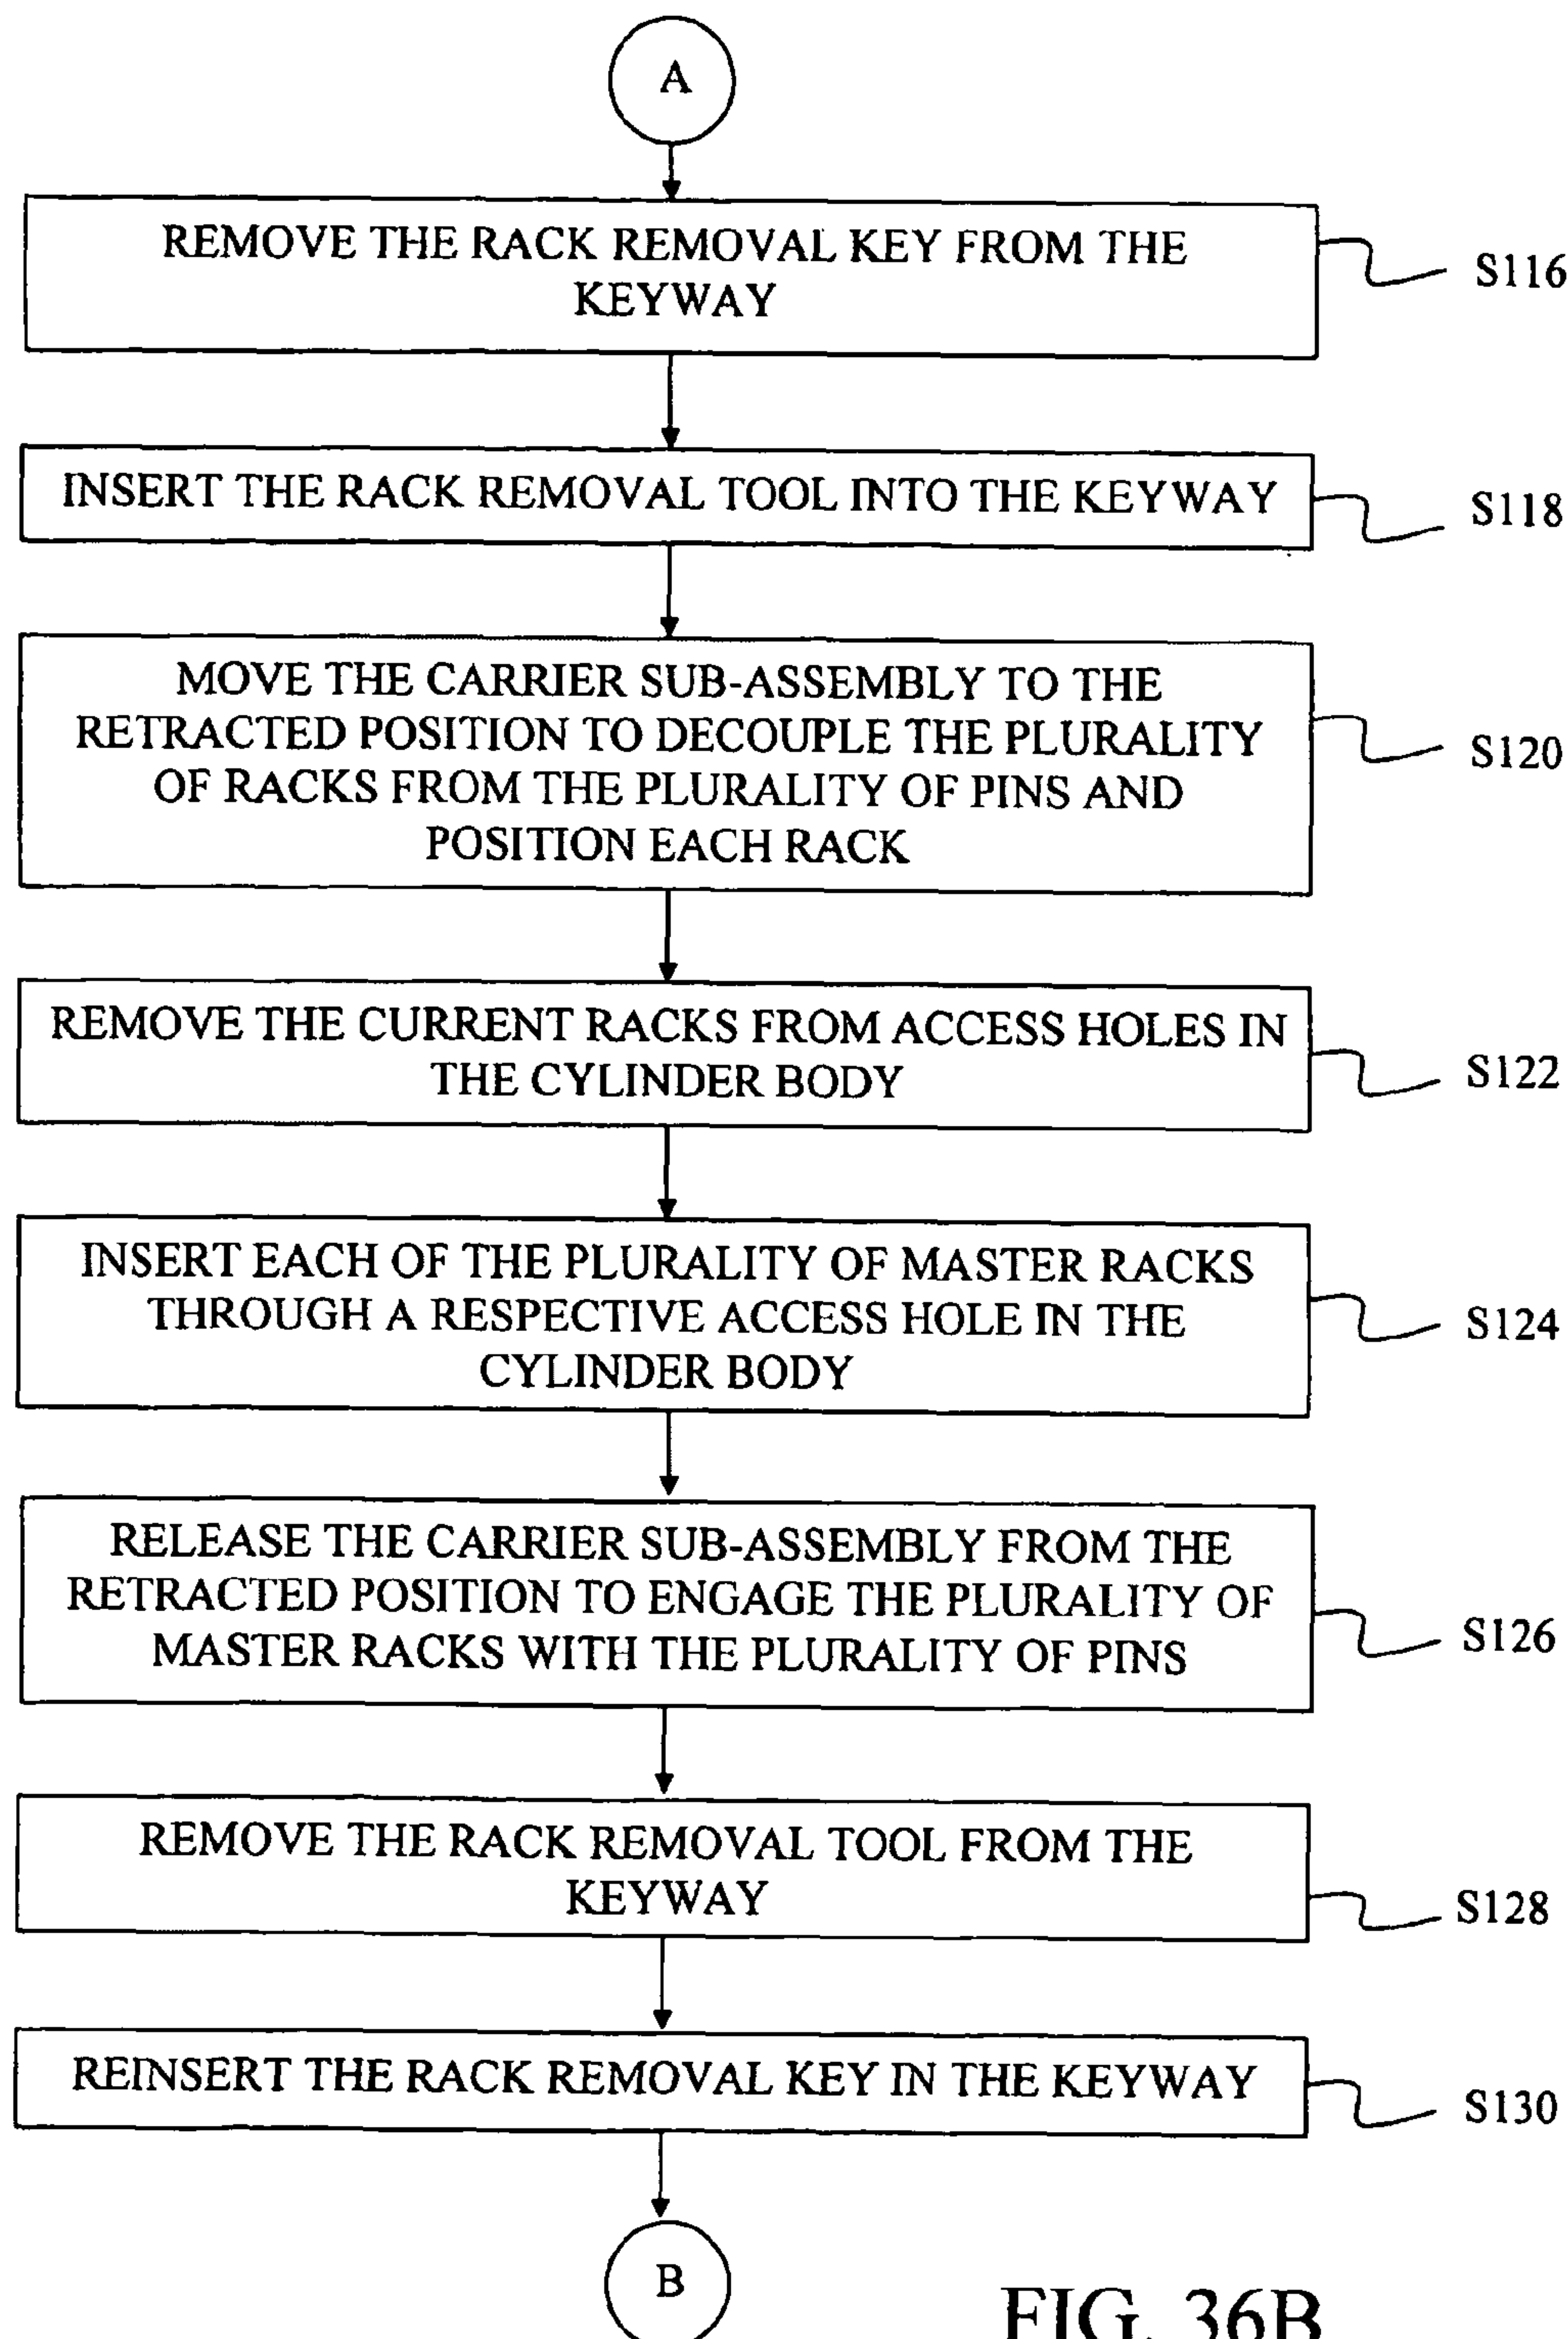 A
REMOVE THE RACK REMOVAL KEY FROM THE
KEYWAY
S116
INSERT THE RACK REMOVAL TOOL INTO THE KEYWAY
S118
MOVE THE CARRIER SUB-ASSEMBLY TO THE
RETRACTED POSITION TO DECOUPLE THE PLURALITY
OF RACKS FROM THE PLURALITY OF PINS AND
POSITION EACH RACK
S120
REMOVE THE CURRENT RACKS FROM ACCESS HOLES IN
THE CYLINDER BODY
S122
INSERT EACH OF THE PLURALITY OF MASTER RACKS
THROUGH A RESPECTIVE ACCESS HOLE IN THE
CYLINDER BODY
S124
RELEASE THE CARRIER SUB-ASSEMBLY FROM THE
RETRACTED POSITION TO ENGAGE THE PLURALITY OF
MASTER RACKS WITH THE PLURALITY OF PINS
S126
REMOVE THE RACK REMOVAL TOOL FROM THE
KEYWAY
S128
REINSERT THE RACK REMOVAL KEY IN THE KEYWAY
S130
B
FIG. 36B